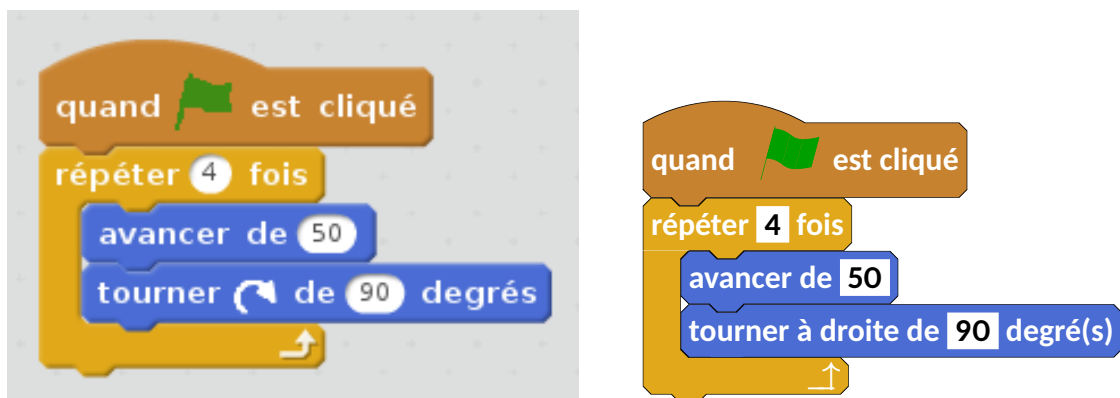 quand est cliqué
répéter 4 fois
avancer de 50
tourner de 90 degrés
quand est cliqué
répéter 4 fois
avancer de 50
tourner à droite de 90 degré(s)